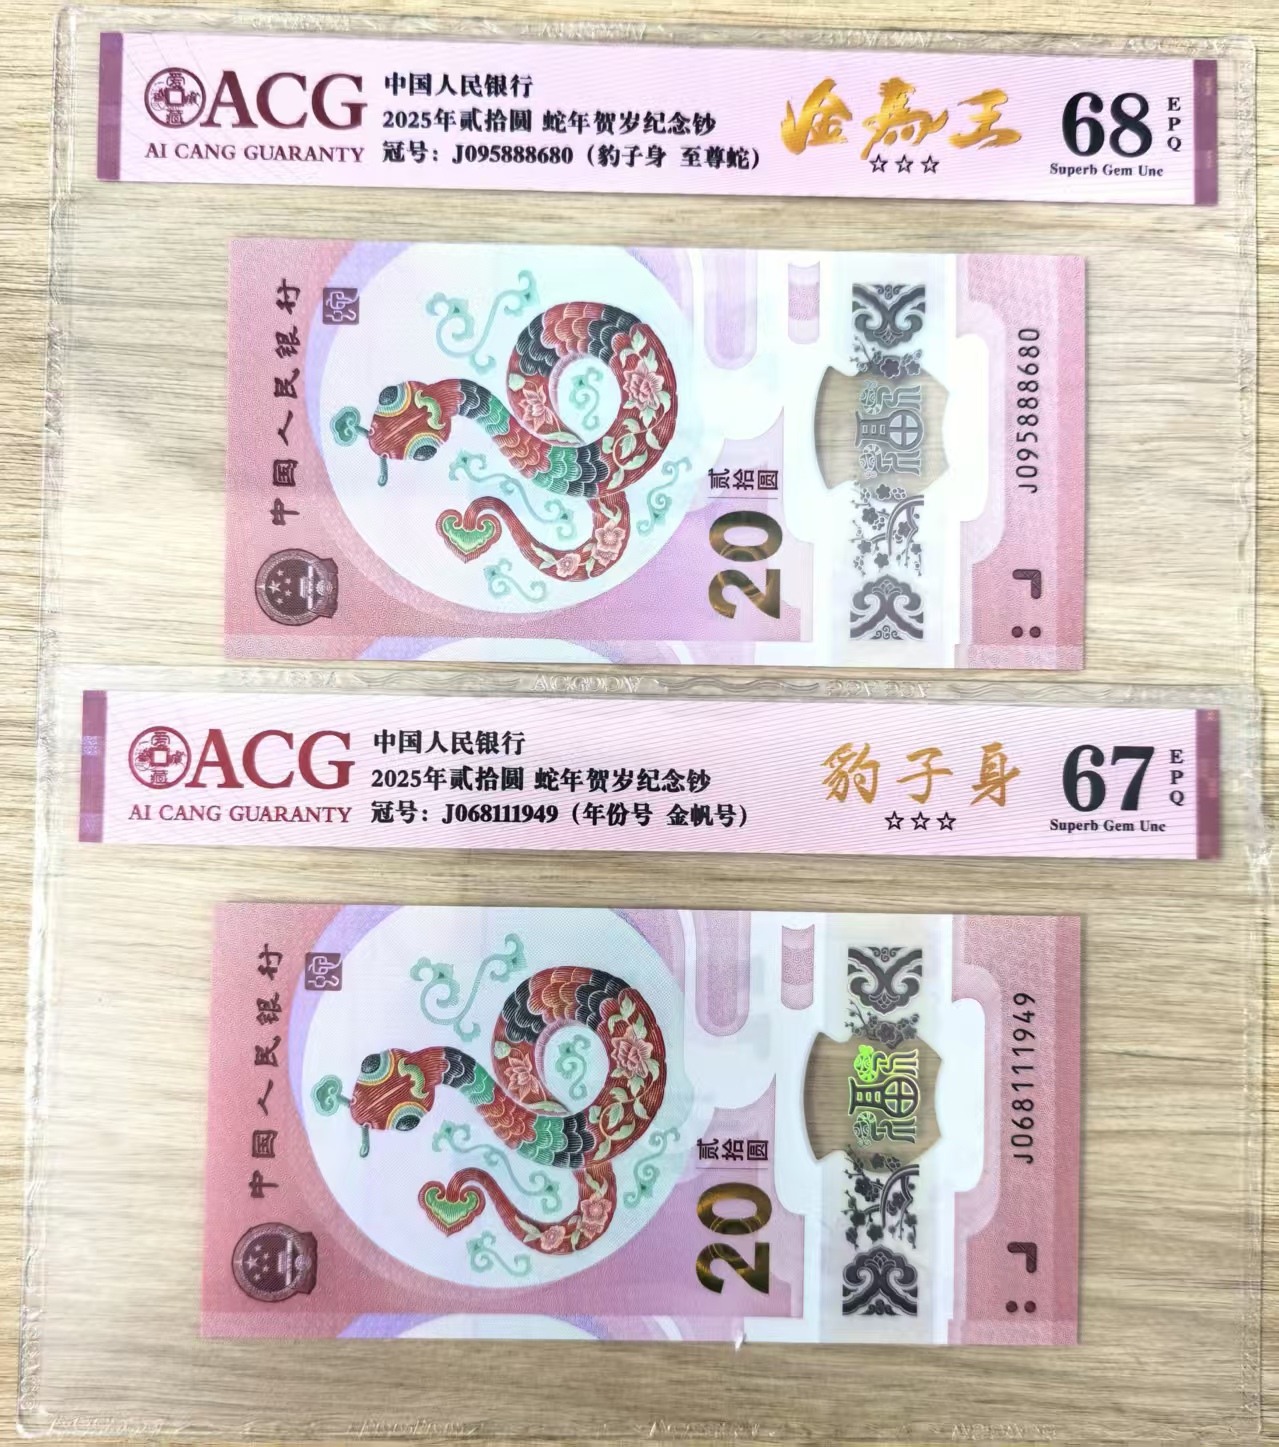 ACG
AI CANG GUARANTY
中国人民银行
2025年贰拾圆 蛇年贺岁纪念钞
冠号：J095888680（豹子身 至尊蛇）
金马王
☆☆☆
68
EPQ
Superb Gem Unc
中国人民银行
贰拾圆
20
J095888680
ACG
AI CANG GUARANTY
中国人民银行
2025年贰拾圆 蛇年贺岁纪念钞
冠号：J068111949（年份号 金帆号）
豹子身
☆☆☆
67
EPQ
Superb Gem Unc
中国人民银行
贰拾圆
20
J068111949